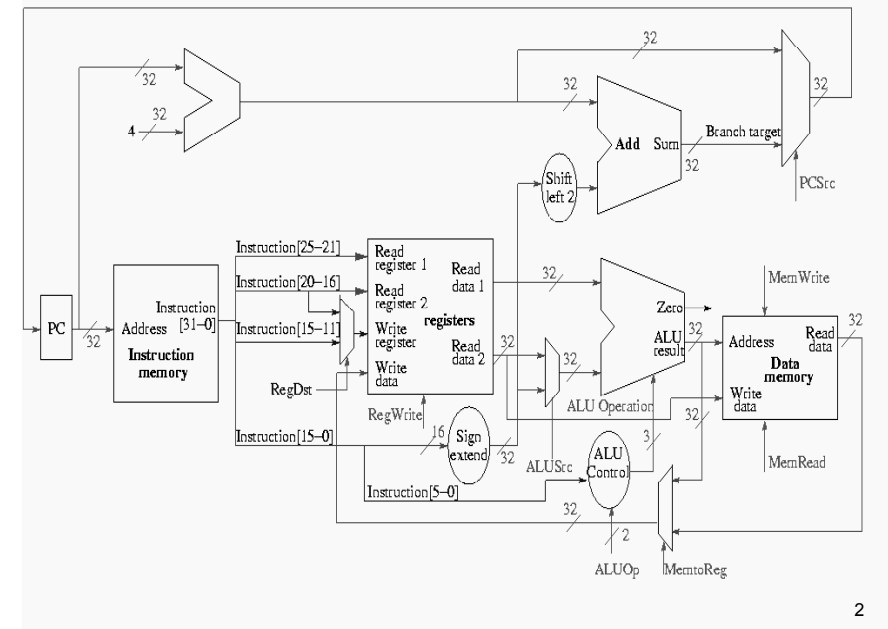 32
32
32
4
32
32
Add
Sum
Branch target
32
32
PCSrc
Shift
left 2
Instruction[25–21]
Instruction[20–16]
Instruction[15–11]
Instruction[15–0]
Instruction[5–0]
PC
32
Address
Instruction
[31–0]
Instruction
memory
Read
register 1
Read
register 2
Write
register
Write
data
Read
data 1
registers
Read
data 2
RegDst
RegWrite
32
32
32
Zero
ALU
result
32
ALU Operation
MemWrite
Address
Read
data
Data
memory
Write
data
32
MemRead
16
Sign
extend
32
ALUSrc
ALU
Control
3
32
32
2
ALUOp
MemtoReg
2